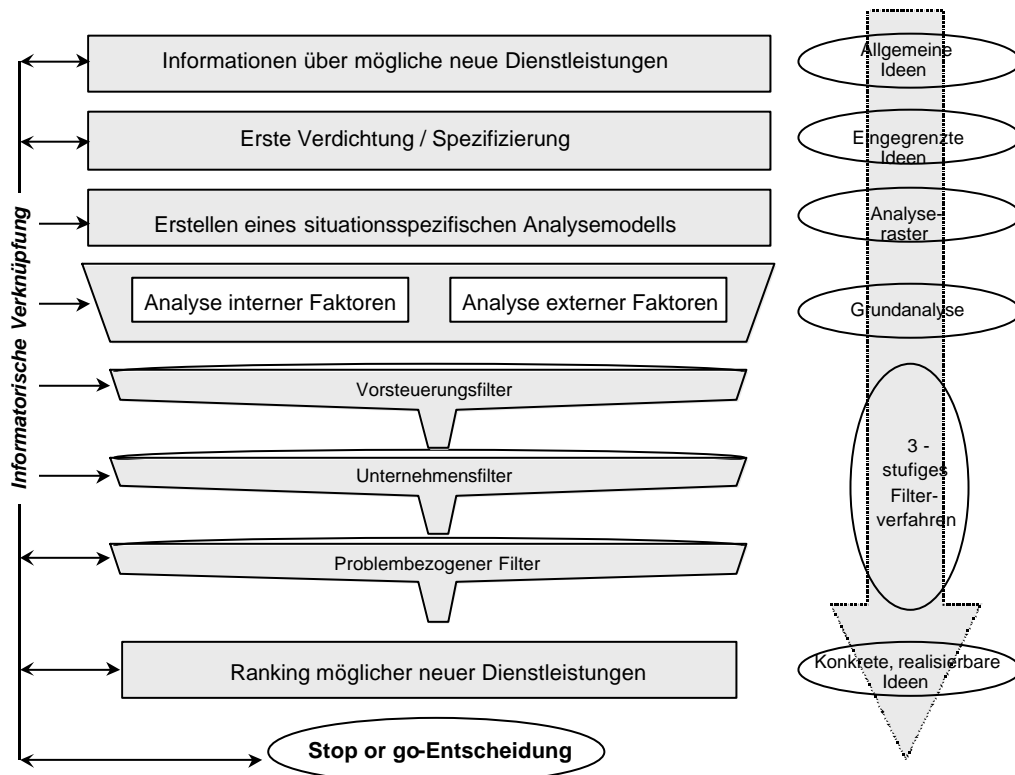 Informationen über mögliche neue Dienstleistungen
Allgemeine
Ideen
Erste Verdichtung / Spezifizierung
Eingegrenzte
Ideen
Informatorische Verknüpfung
Erstellen eines situationsspezifischen Analysemodells
Analyse-
raster
Analyse interner Faktoren
Analyse externer Faktoren
Grundanalyse
Vorsteuerungsfilter
Unternehmensfilter
Problembezogener Filter
3 -
stufiges
Filter-
verfahren
Ranking möglicher neuer Dienstleistungen
Konkrete, realisierbare
Ideen
Stop or go-Entscheidung